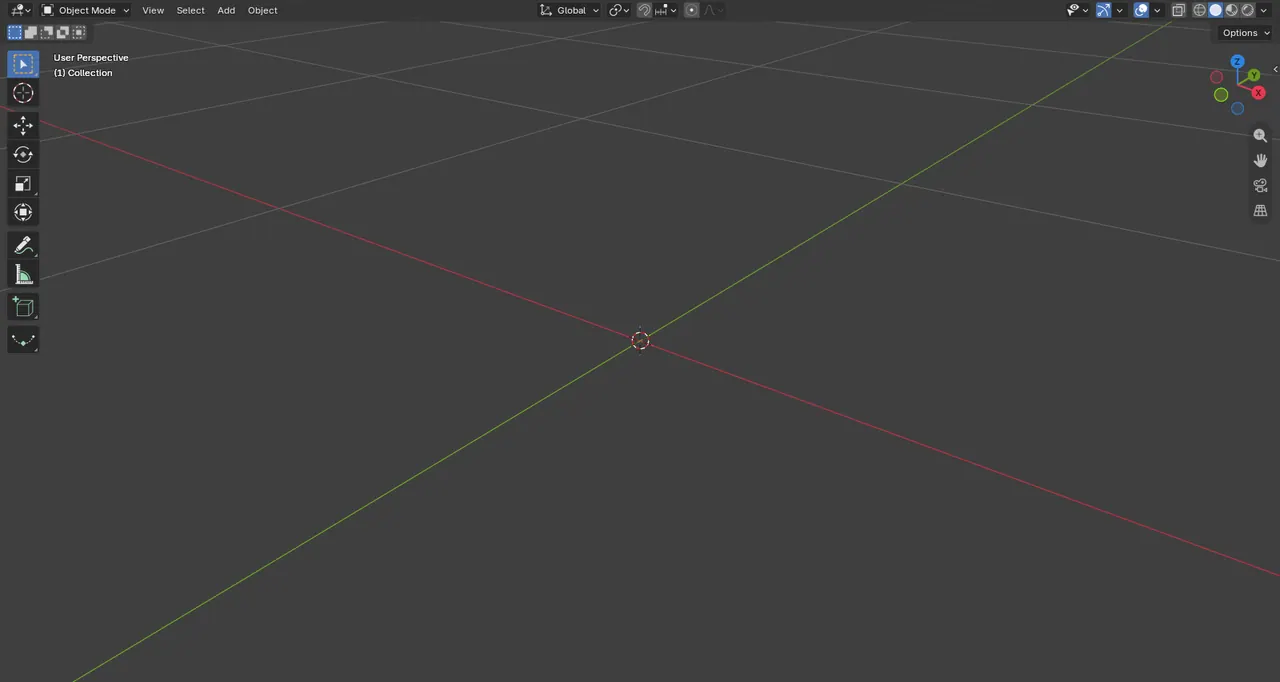 Object Mode View Select Add Object Global
Options
User Perspective
(1) Collection
Z
Y
X